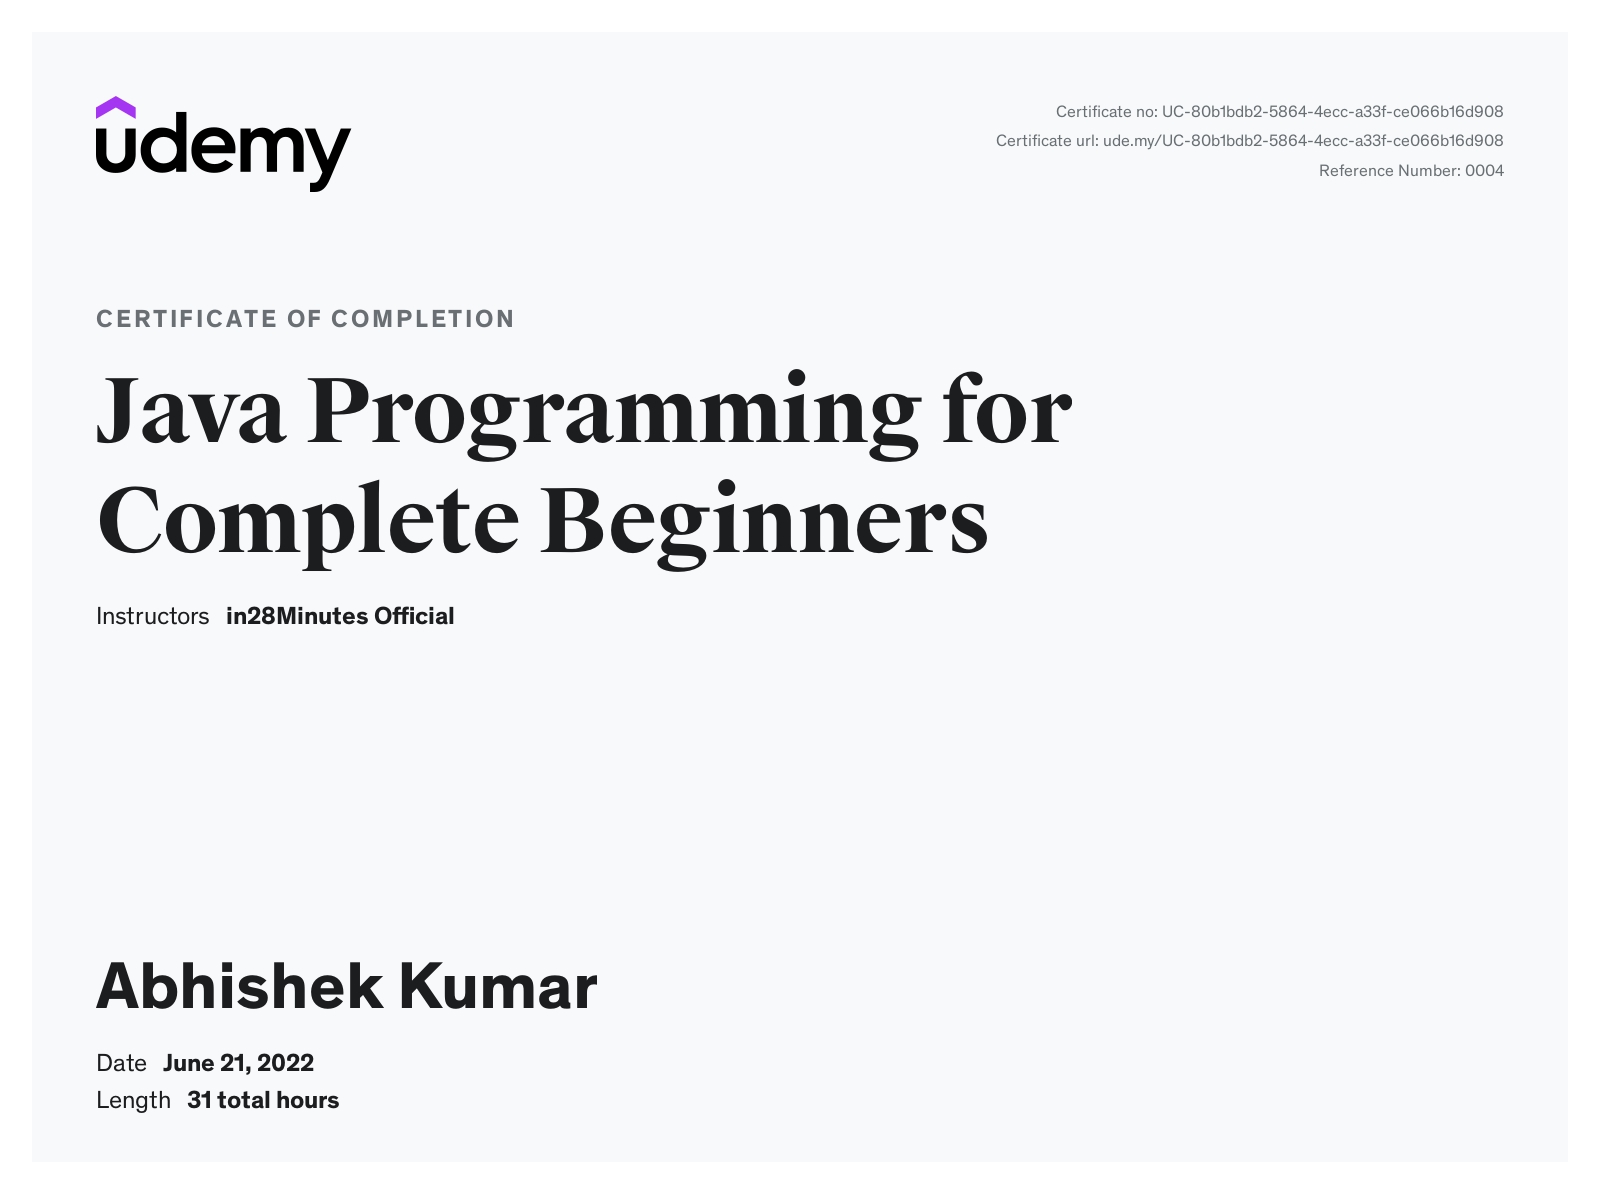 udemy
Certificate no: UC-80b1bdb2-5864-4ecc-a33f-ce066b16d908
Certificate url: ude.my/UC-80b1bdb2-5864-4ecc-a33f-ce066b16d908
Reference Number: 0004
CERTIFICATE OF COMPLETION
Java Programming for
Complete Beginners
Instructors in28Minutes Official
Abhishek Kumar
Date June 21, 2022
Length 31 total hours